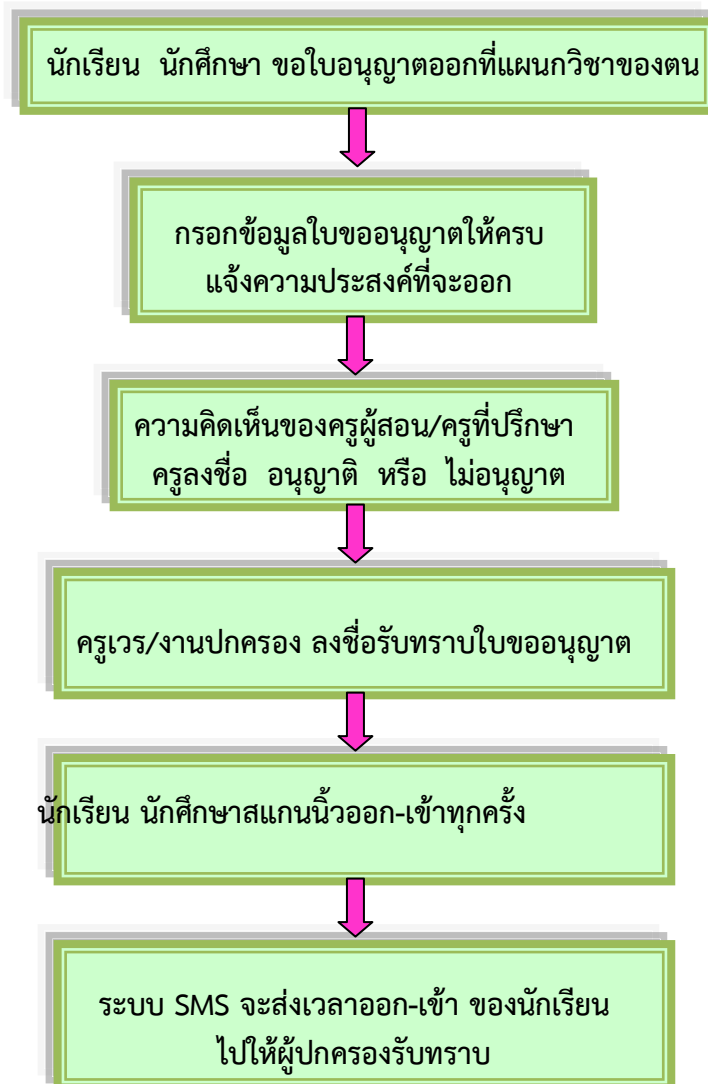 นักเรียน นักศึกษา ขอใบอนุญาตออกที่แผนกวิชาของตน
กรอกข้อมูลใบขออนุญาตให้ครบ
แจ้งความประสงค์ที่จะออก
ความคิดเห็นของครูผู้สอน/ครูที่ปรึกษา
ครูลงชื่อ อนุญาติ หรือ ไม่อนุญาต
ครูเวร/งานปกครอง ลงชื่อรับทราบใบขออนุญาต
นักเรียน นักศึกษาสแกนนิ้วออก-เข้าทุกครั้ง
ระบบ SMS จะส่งเวลาออก-เข้า ของนักเรียน
ไปให้ผู้ปกครองรับทราบ